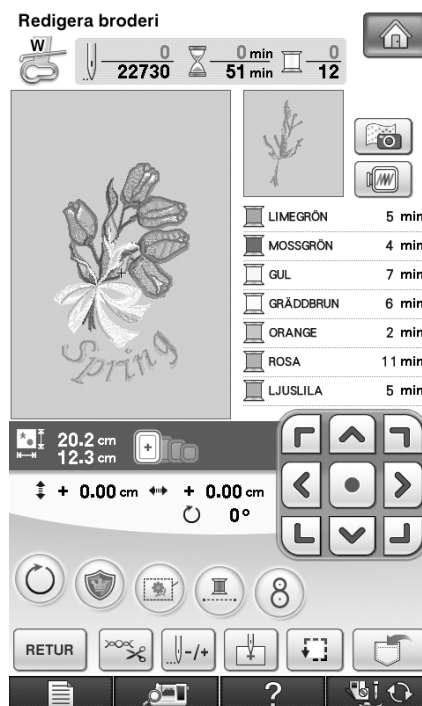 Redigera broderi
W
0
22730
0 min
51 min
0
12
LIMEGRÖN 5 min
MOSSGRÖN 4 min
GUL 7 min
GRÄDDBRUN 6 min
ORANGE 2 min
ROSA 11 min
LJUSLILA 5 min
Spring
20.2 cm
12.3 cm
+ 0.00 cm + 0.00 cm
0°
8
RETUR
-/+
?